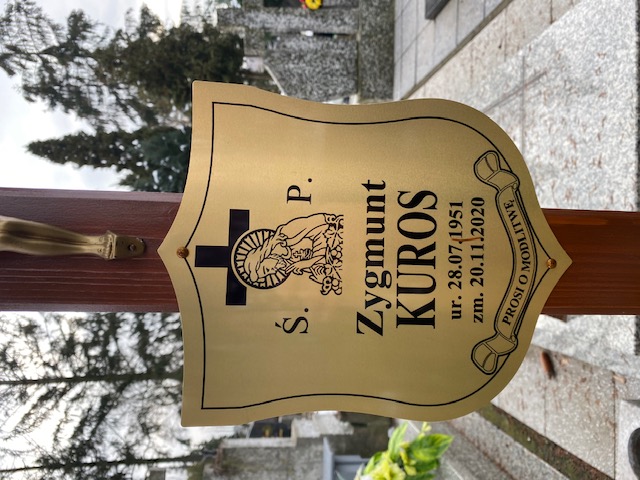 Ś. P.
Zygmunt
KUROS
ur. 28.07.1951
zm. 20.11.2020
PROSI O MODLITWĘ